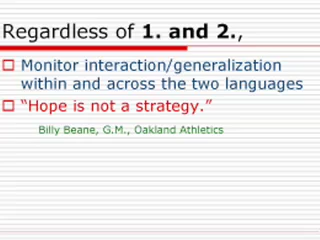 Regardless of 1. and 2.,
Monitor interaction/generalization
within and across the two languages
“Hope is not a strategy.”
Billy Beane, G.M., Oakland Athletics